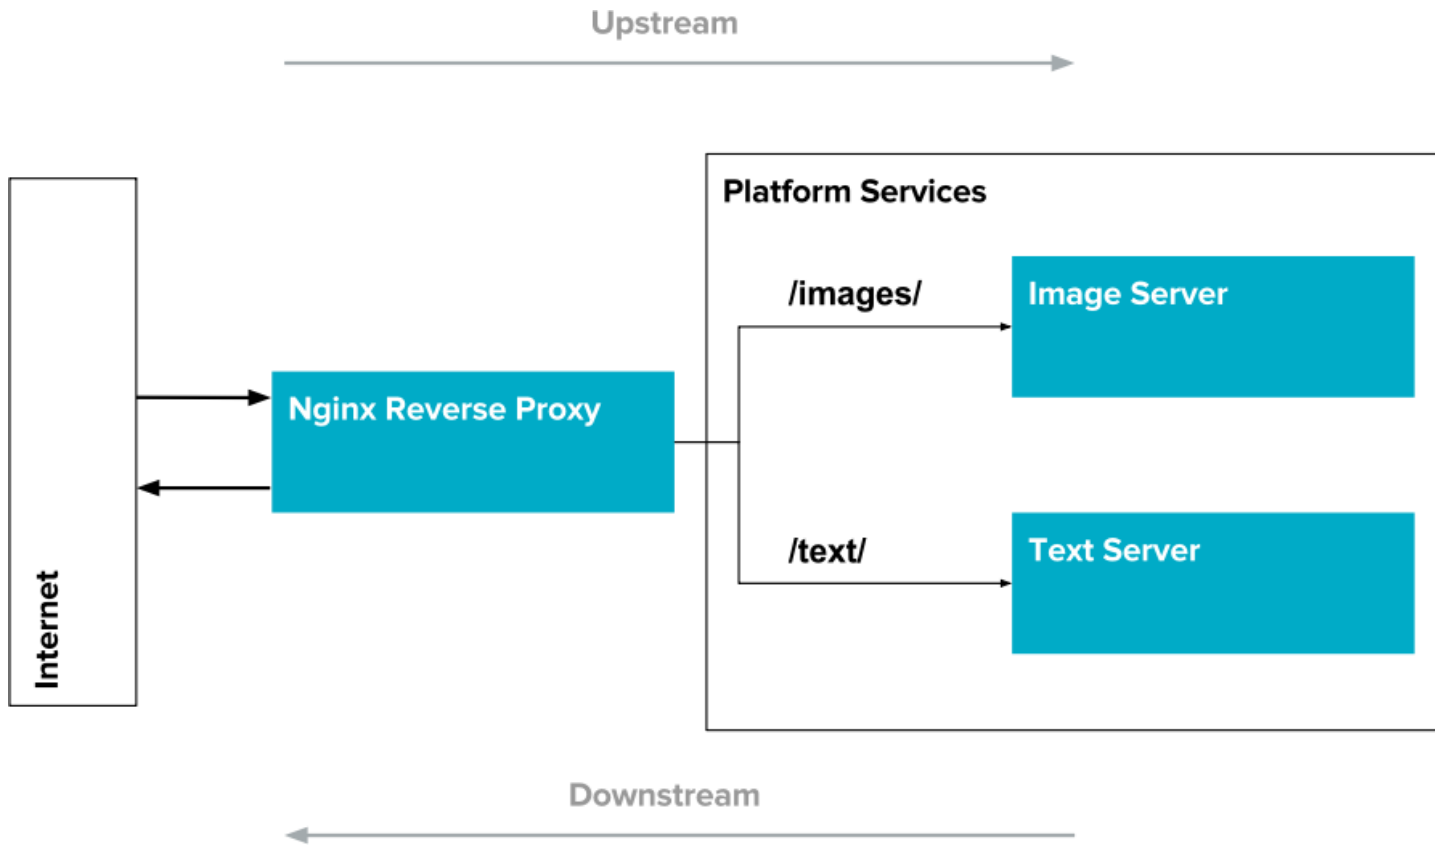 Upstream
Platform Services
/images/
Image Server
Nginx Reverse Proxy
/text/
Text Server
Internet
Downstream